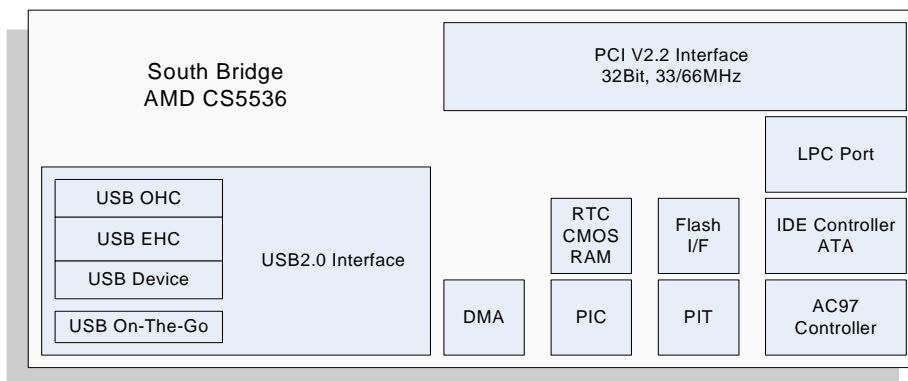 South Bridge
AMD CS5536
PCI V2.2 Interface
32Bit, 33/66MHz
LPC Port
USB OHC
USB EHC
USB Device
USB On-The-Go
USB2.0 Interface
RTC
CMOS
RAM
Flash
I/F
IDE Controller
ATA
DMA
PIC
PIT
AC97
Controller